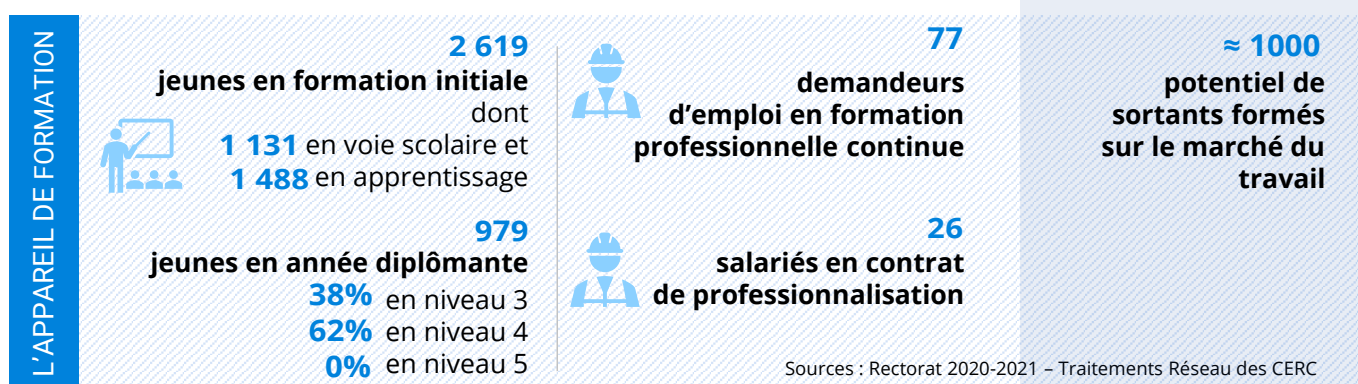 L'APPAREIL DE FORMATION
2 619
jeunes en formation initiale
dont
1 131 en voie scolaire et
1 488 en apprentissage
979
jeunes en année diplômante
38% en niveau 3
62% en niveau 4
0% en niveau 5
77
demandeurs
d’emploi en formation
professionnelle continue
26
salariés en contrat
de professionnalisation
≈ 1000
potentiel de
sortants formés
sur le marché du
travail
Sources : Rectorat 2020-2021 – Traitements Réseau des CERC